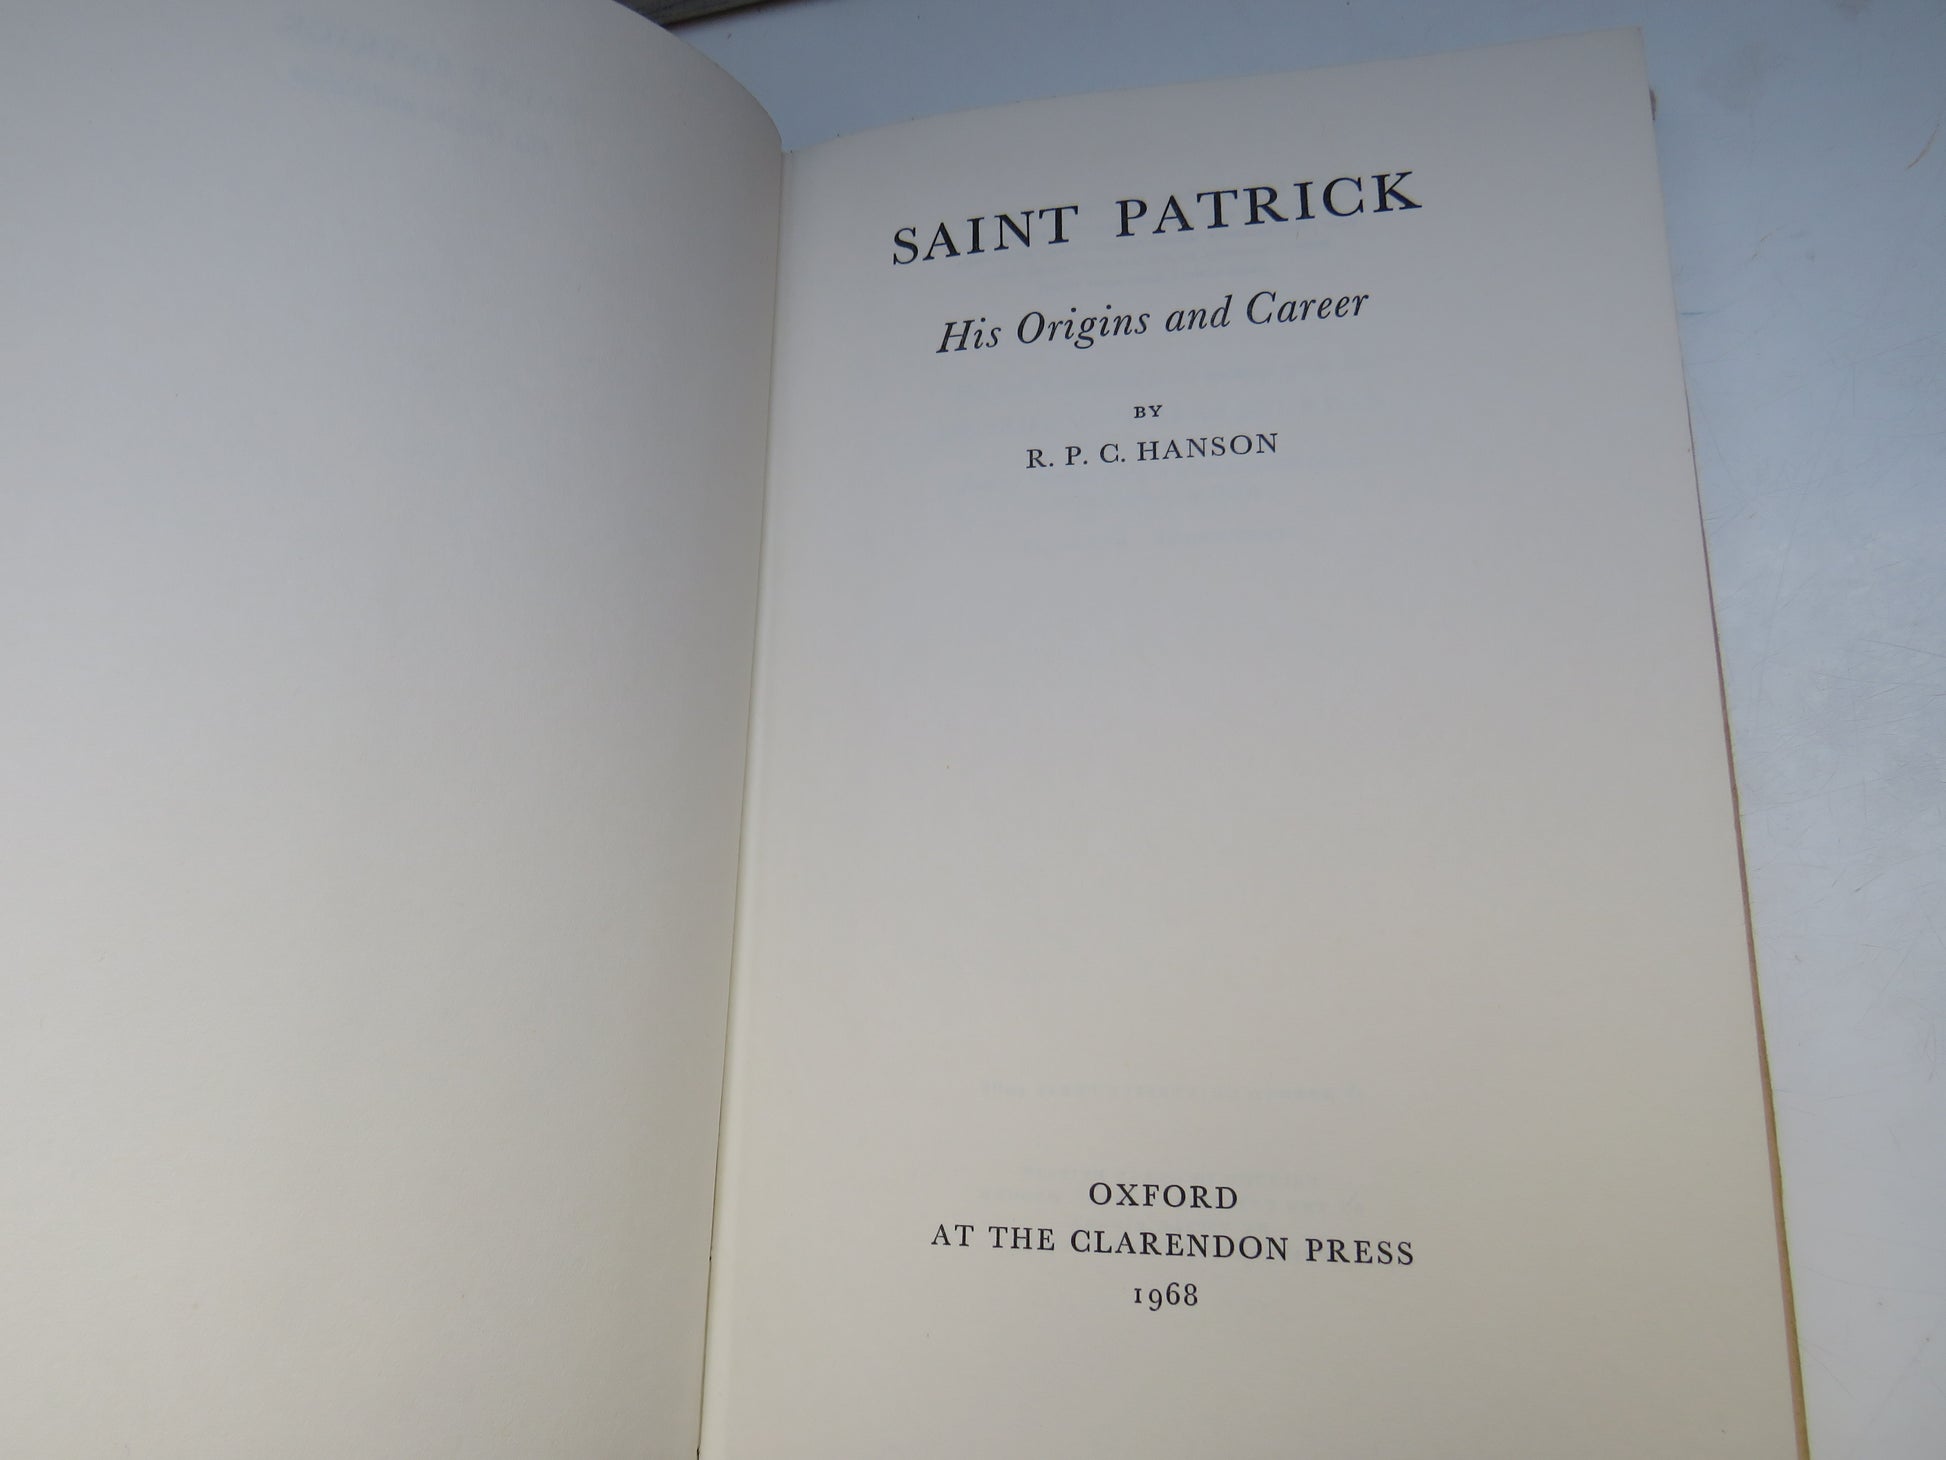 SAINT PATRICK
His Origins and Career
BY
R. P. C. HANSON
OXFORD
AT THE CLARENDON PRESS
1968